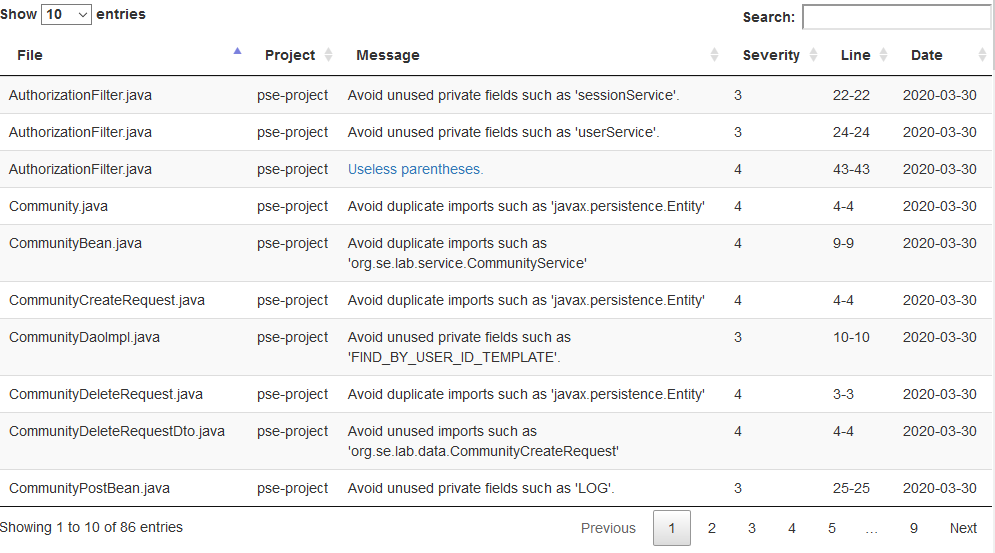 Show 10 entries Search:
File Project Message Severity Line Date
AuthorizationFilter.java pse-project Avoid unused private fields such as 'sessionService'. 3 22-22 2020-03-30
AuthorizationFilter.java pse-project Avoid unused private fields such as 'userService'. 3 24-24 2020-03-30
AuthorizationFilter.java pse-project Useless parentheses. 4 43-43 2020-03-30
Community.java pse-project Avoid duplicate imports such as 'javax.persistence.Entity' 4 4-4 2020-03-30
CommunityBean.java pse-project Avoid duplicate imports such as 4 9-9 2020-03-30
'org.se.lab.service.CommunityService'
CommunityCreateRequest.java pse-project Avoid duplicate imports such as 'javax.persistence.Entity' 4 4-4 2020-03-30
CommunityDaoImpl.java pse-project Avoid unused private fields such as 3 10-10 2020-03-30
'FIND_BY_USER_ID_TEMPLATE'.
CommunityDeleteRequest.java pse-project Avoid duplicate imports such as 'javax.persistence.Entity' 4 3-3 2020-03-30
CommunityDeleteRequestDto.java pse-project Avoid unused imports such as 4 4-4 2020-03-30
'org.se.lab.data.CommunityCreateRequest'
CommunityPostBean.java pse-project Avoid unused private fields such as 'LOG'. 3 25-25 2020-03-30
Showing 1 to 10 of 86 entries Previous 1 2 3 4 5 … 9 Next